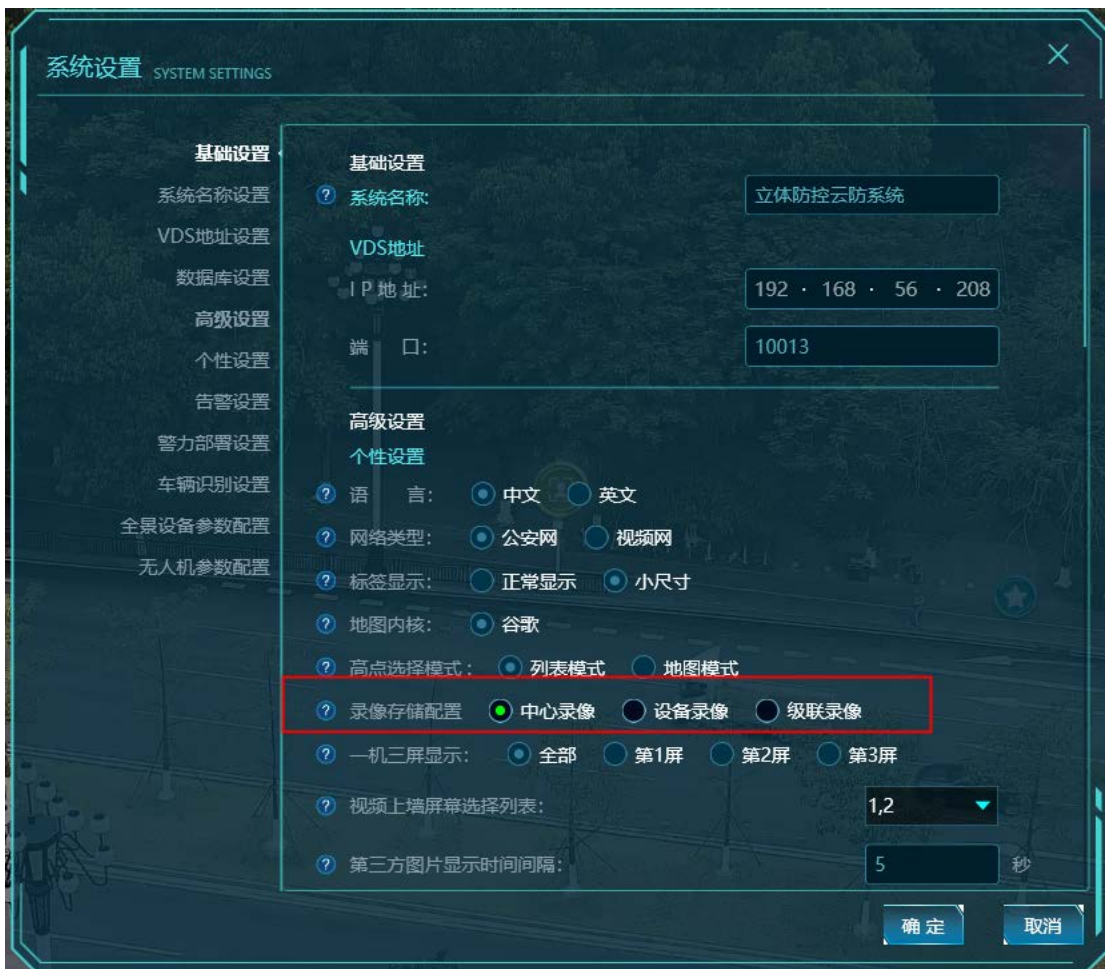 系统设置 SYSTEM SETTINGS
基础设置
系统名称设置
VDS地址设置
数据库设置
高级设置
个性设置
告警设置
警力部署设置
车辆识别设置
全景设备参数配置
无人机参数配置
基础设置
? 系统名称: 立体防控云防系统
VDS地址
I P 地 址: 192 · 168 · 56 · 208
端 口: 10013
高级设置
个性设置
? 语 言: 中文 英文
? 网络类型: 公安网 视频网
? 标签显示: 正常显示 小尺寸
? 地图内核: 谷歌
? 高点选择模式: 列表模式 地图模式
? 录像存储配置 中心录像 设备录像 级联录像
? 一机三屏显示: 全部 第1屏 第2屏 第3屏
? 视频上墙屏幕选择列表: 1,2
? 第三方图片显示时间间隔: 5 秒
确 定 取消